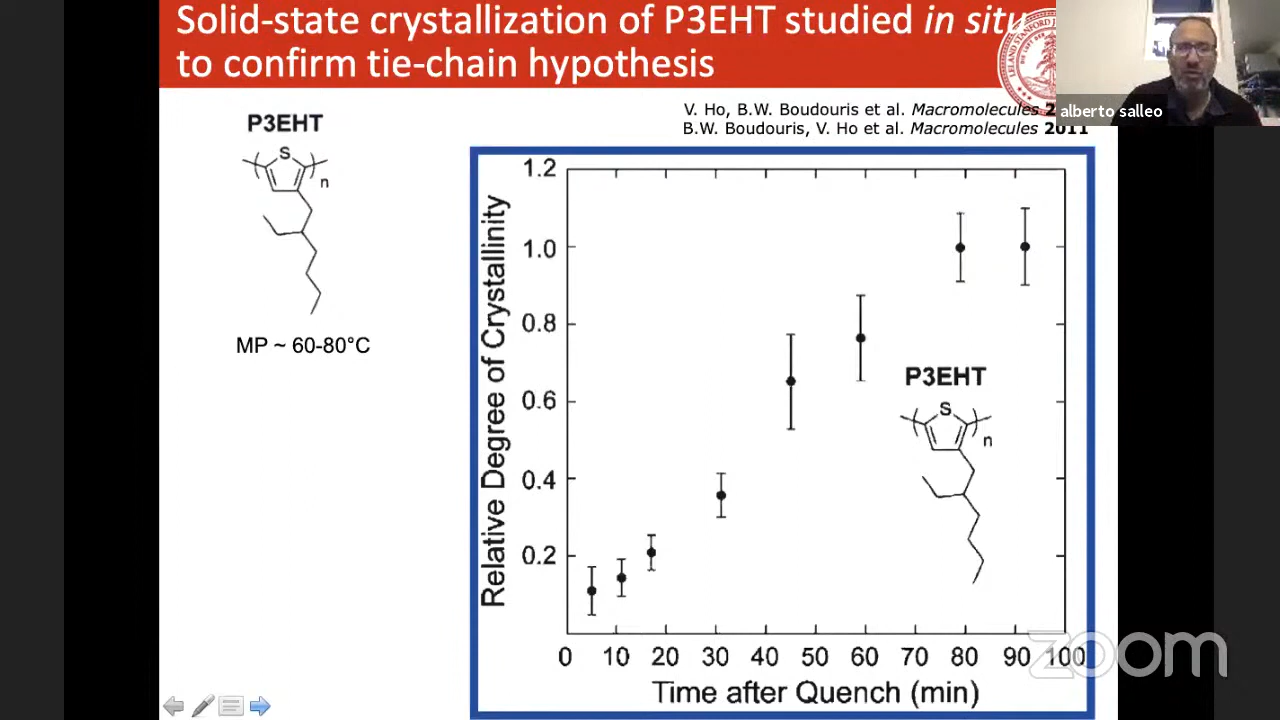 Solid-state crystallization of P3EHT studied in situ
to confirm tie-chain hypothesis
alberto salleo
V. Ho, B.W. Boudouris et al. Macromolecules
B.W. Boudouris, V. Ho et al. Macromolecules 2011
P3EHT
S
n
MP ~ 60-80°C
Relative Degree of Crystallinity
1.2
1.0
0.8
0.6
0.4
0.2
P3EHT
S
n
0 10 20 30 40 50 60 70 80 90 100
Time after Quench (min)
zoom